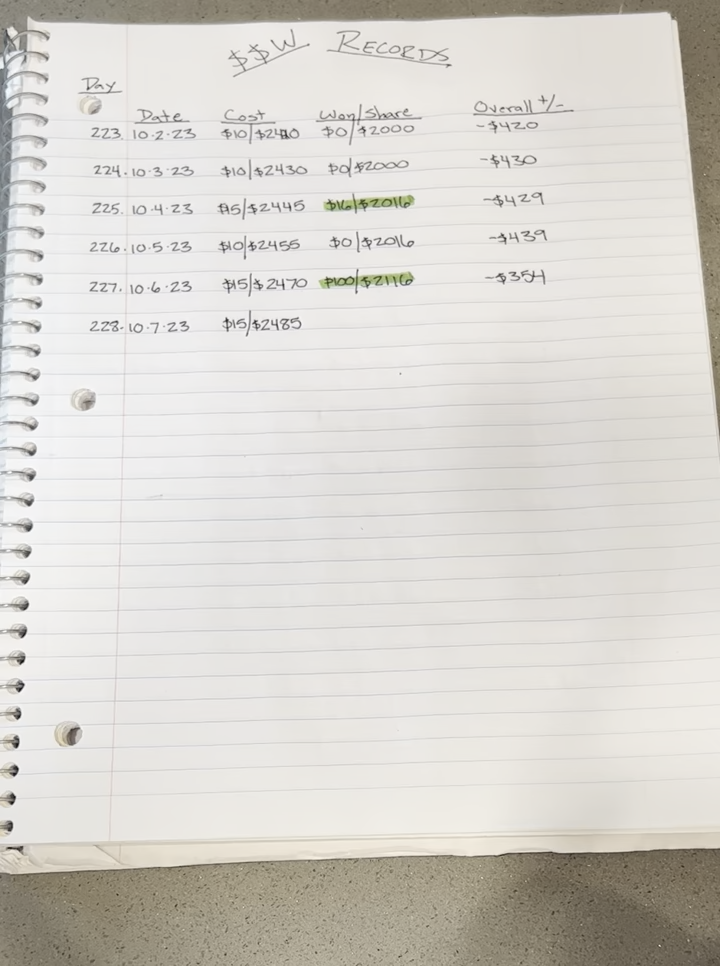 $$W RECORDS
Day
Date Cost Won/Share Overall +/-
223. 10.2.23 $10/ $0/$2000 -$420
224. 10.3.23 $10/$2430 $0/$2000 -$430
225. 10.4.23 $15/$2445 $16/$2016 -$429
226. 10.5.23 $10/$2455 $0/$2016 -$439
227. 10.6.23 $15/$2470 $100/$2116 -$354
228. 10.7.23 $15/$2485